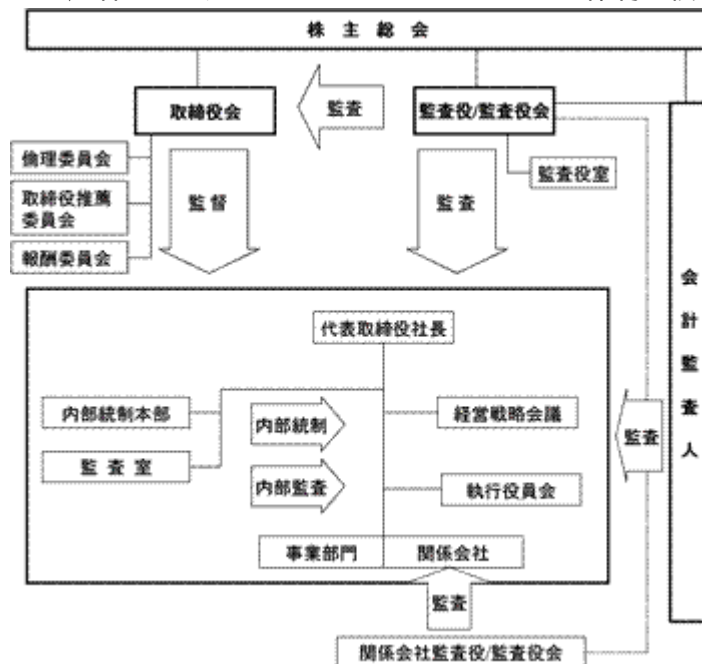 株主総会
取締役会
監査
監査役/監査役会
倫理委員会
取締役推薦
委員会
報酬委員会
監督
監査
監査役室
会計監査人
代表取締役社長
内部統制本部
監査室
内部統制
内部監査
経営戦略会議
執行役員会
監査
事業部門
関係会社
監査
関係会社監査役/監査役会